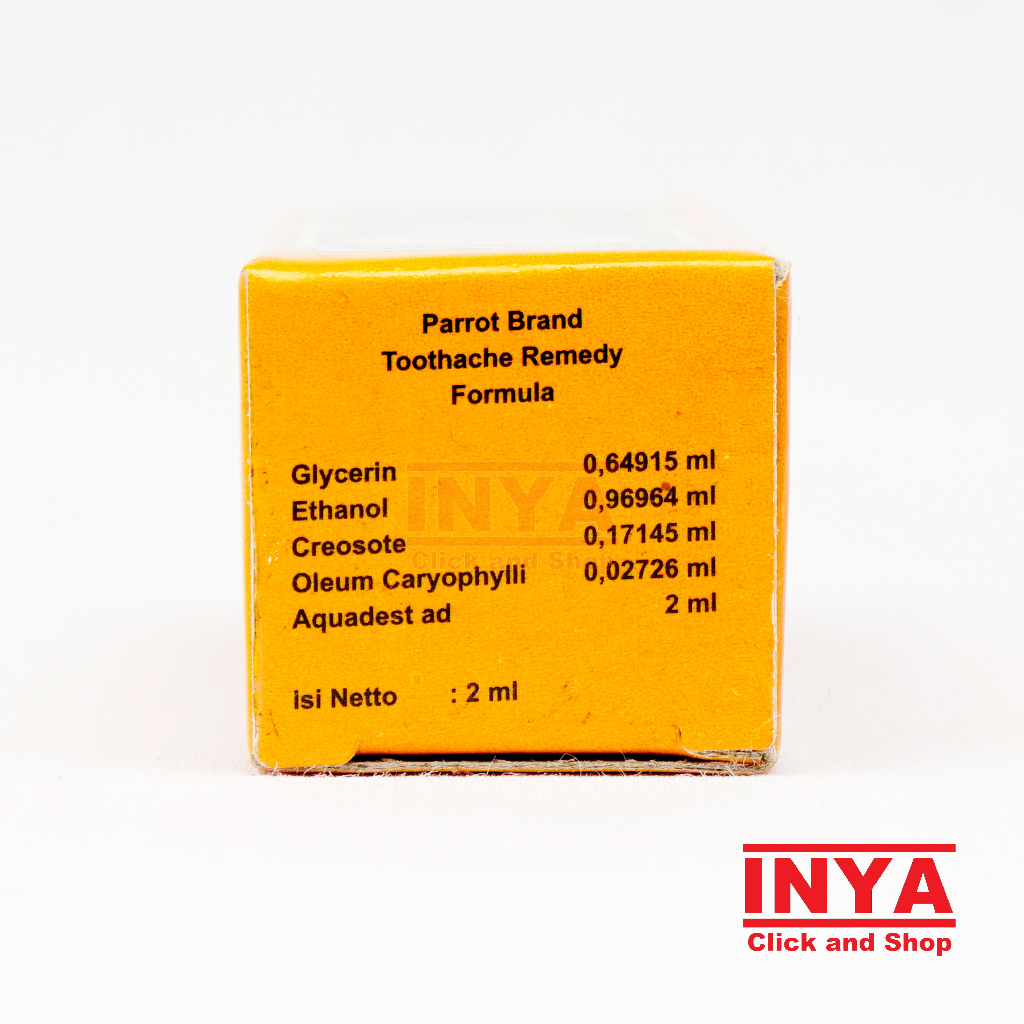 Parrot Brand
Toothache Remedy
Formula
Glycerin 0,64915 ml
Ethanol 0,96964 ml
Creosote 0,17145 ml
Oleum Caryophylli 0,02726 ml
Aquadest ad 2 ml
isi Netto : 2 ml
INYA
Click and Shop
INYA
Click and Shop